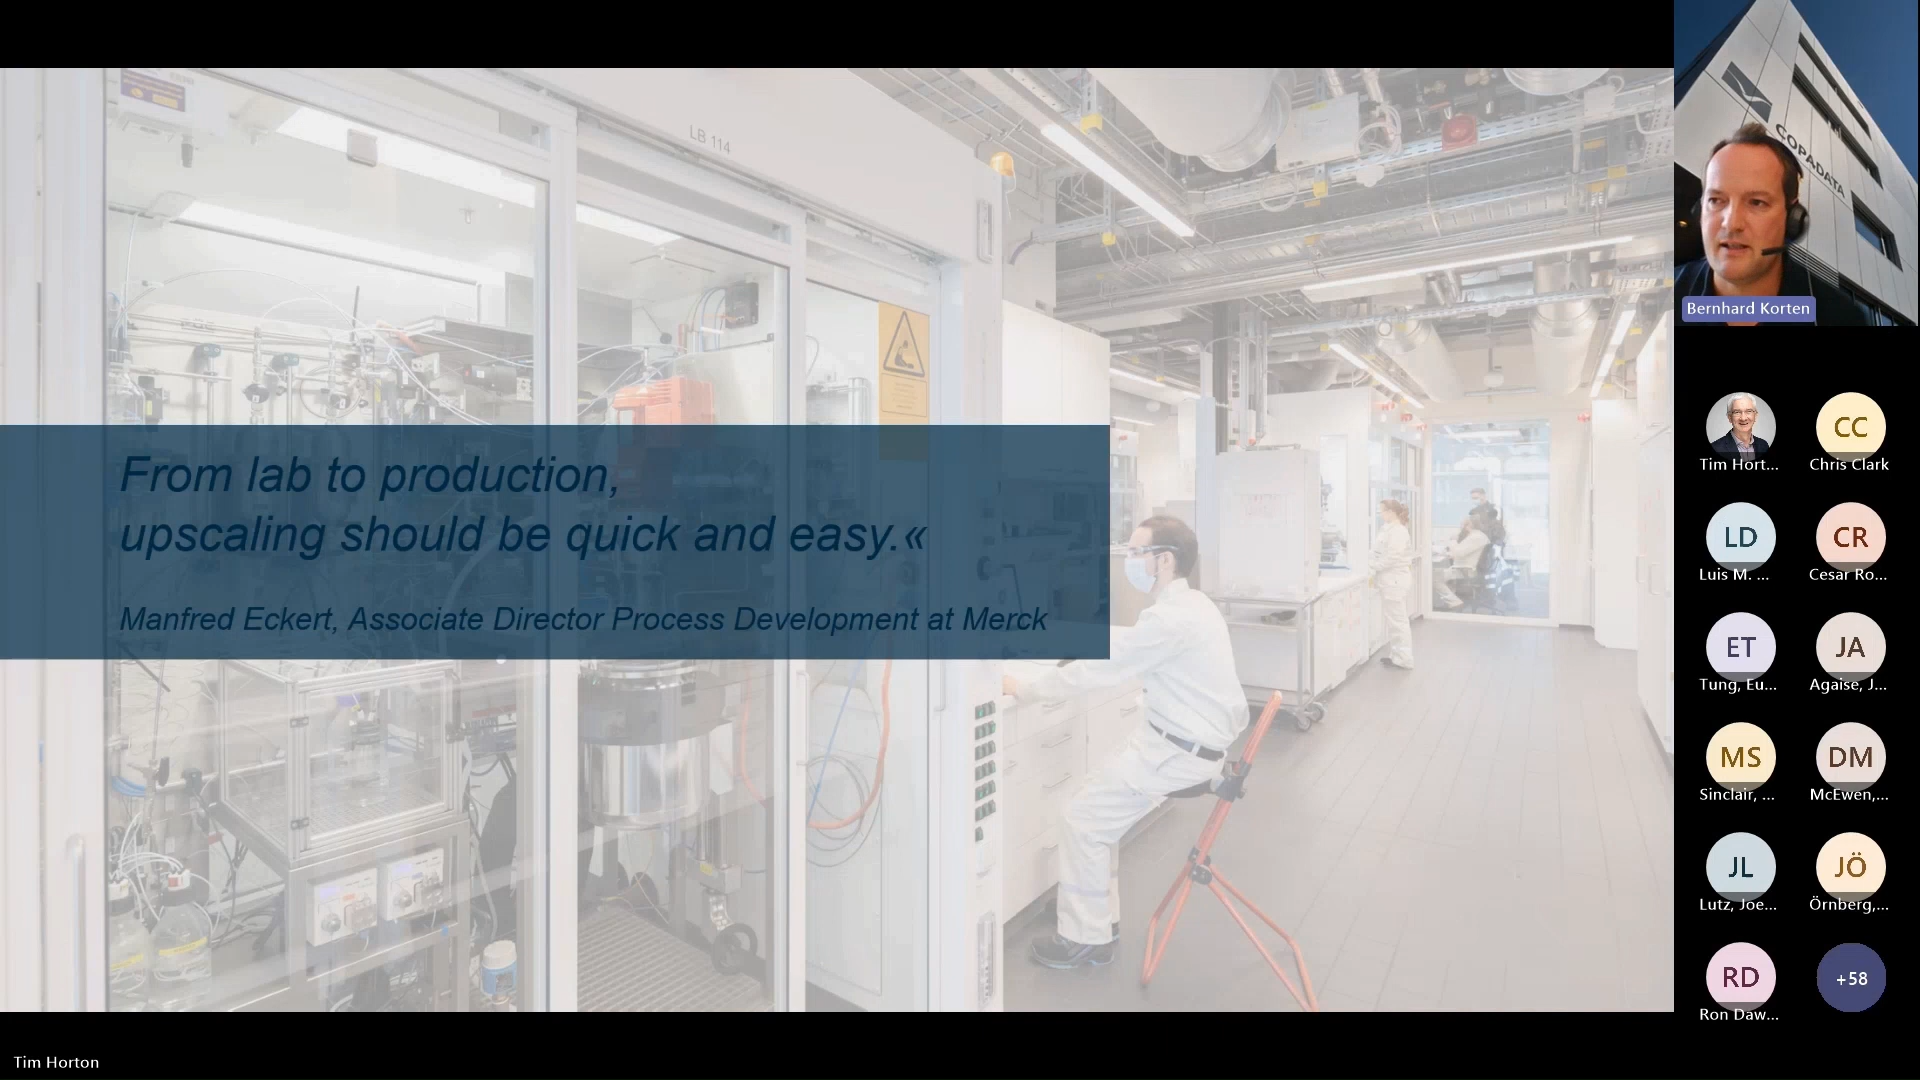 LB 114
From lab to production,
upscaling should be quick and easy.«
Manfred Eckert, Associate Director Process Development at Merck
COPADATA
Bernhard Korten
Tim Hort...
CC
Chris Clark
LD
Luis M. ...
CR
Cesar Ro...
ET
Tung, Eu...
JA
Agaise, J...
MS
Sinclair, ...
DM
McEwen,...
JL
Lutz, Joe...
JÖ
Örnberg,...
RD
Ron Daw...
+58
Tim Horton